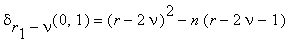 δ_{r_1 − ν}(0, 1) = (r − 2 ν)^2 − n (r − 2 ν − 1)